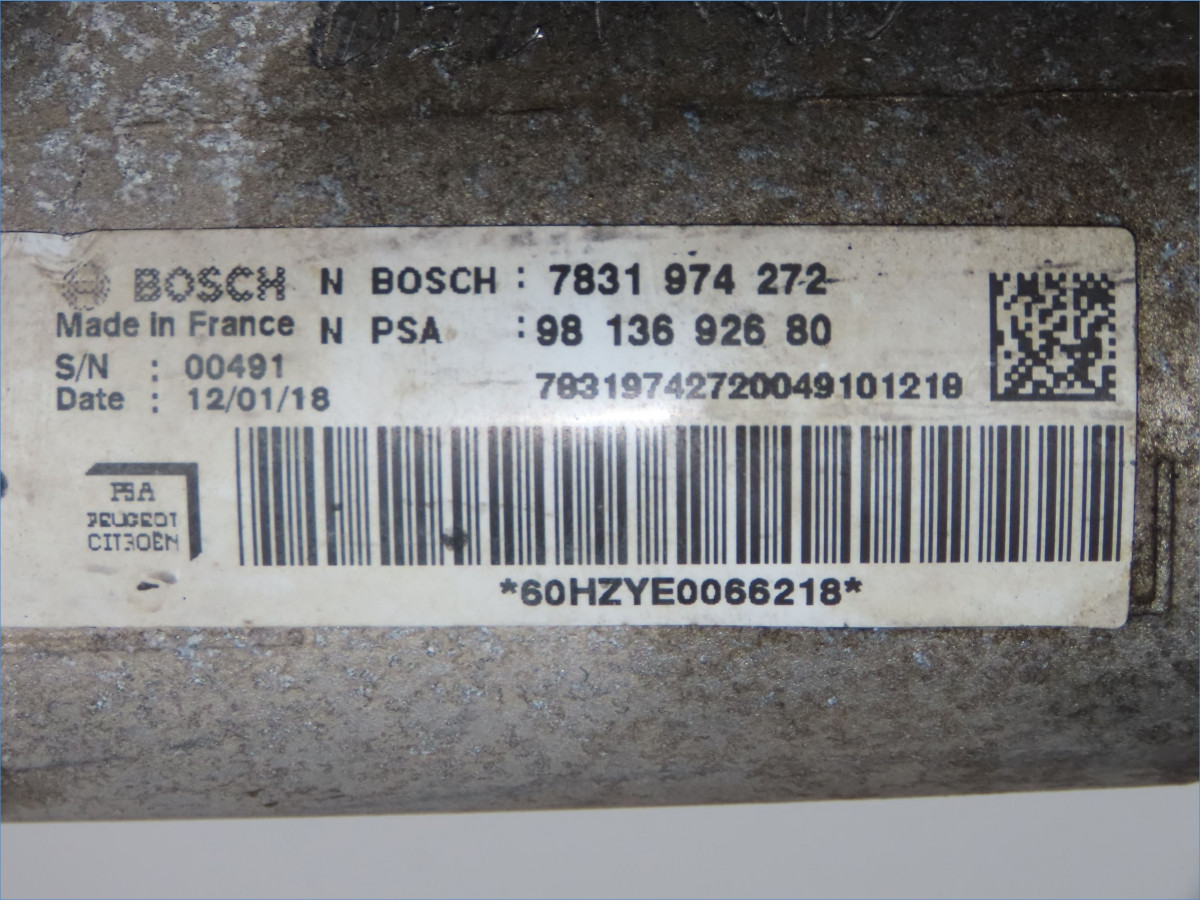 BOSCH N BOSCH : 7831 974 272
Made in France N PSA : 98 136 926 80
S/N : 00491
78319742720049101218
Date : 12/01/18
PSA
PEUGEOT
CITROËN
*60HZYE0066218*